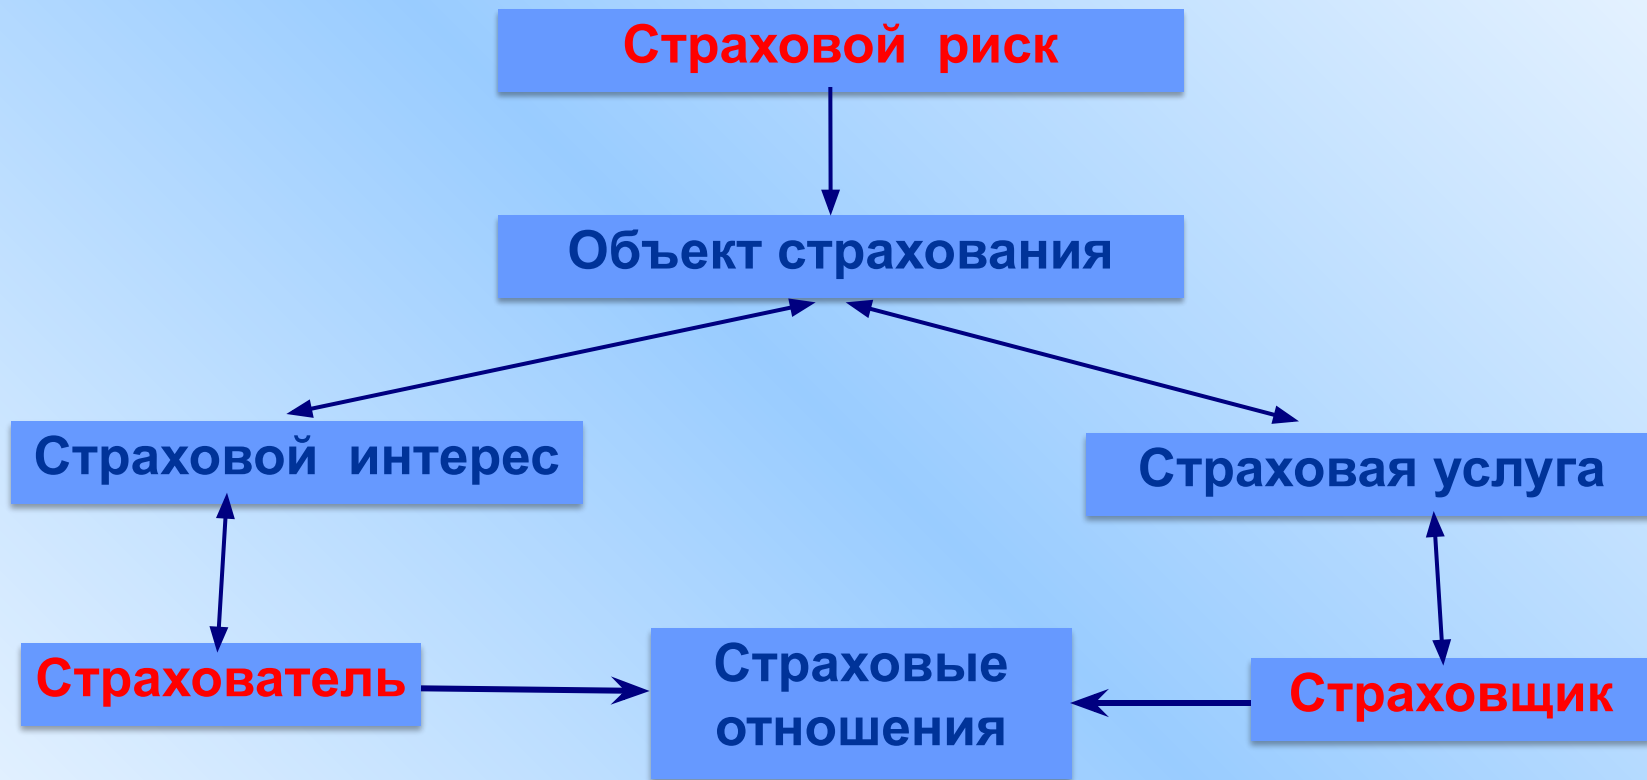 Страховой риск
Объект страхования
Страховой интерес
Страховая услуга
Страхователь
Страховые
отношения
Страховщик